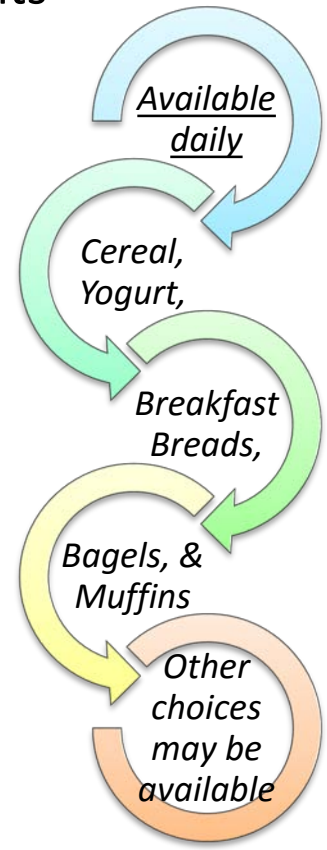 Available
daily
Cereal,
Yogurt,
Breakfast
Breads,
Bagels, &
Muffins
Other
choices
may be
available